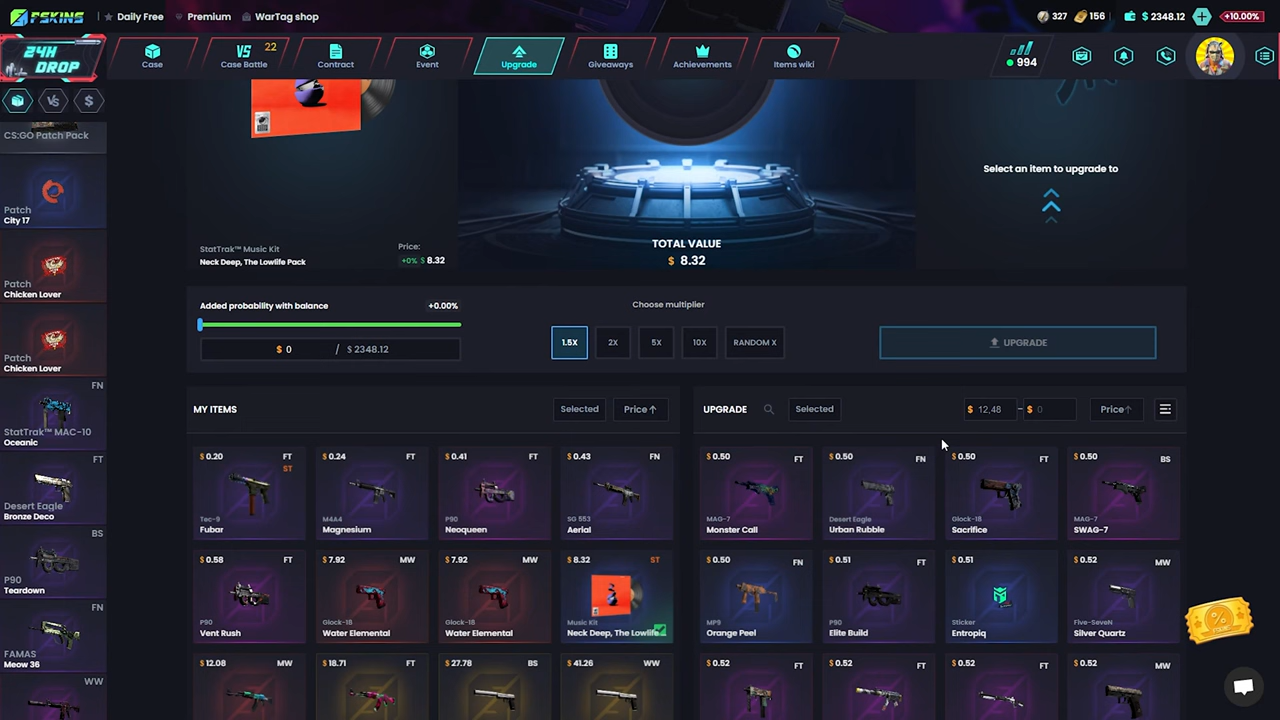 FSKINS
Daily Free
Premium
WarTag shop
327
156
$ 2348.12
+10.00%
24H
DROP
Case
Case Battle
22
Contract
Event
Upgrade
Giveaways
Achievements
Items wiki
994
VS
$
CS:GO Patch Pack
Patch
City 17
Patch
Chicken Lover
Patch
Chicken Lover
FN
StatTrak™ MAC-10
Oceanic
FT
Desert Eagle
Bronze Deco
BS
P90
Teardown
FN
FAMAS
Meow 36
WW
StatTrak™ Music Kit
Neck Deep, The Lowlife Pack
Price:
+0% $ 8.32
TOTAL VALUE
$ 8.32
Select an item to upgrade to
Added probability with balance
+0.00%
$ 0 / $ 2348.12
Choose multiplier
1.5X
2X
5X
10X
RANDOM X
UPGRADE
MY ITEMS
Selected
Price
$ 0.20 FT
ST
Tec-9
Fubar
$ 0.24 FT
M4A4
Magnesium
$ 0.41 FT
P90
Neoqueen
$ 0.43 FN
SG 553
Aerial
$ 0.58 FT
P90
Vent Rush
$ 7.92 MW
Glock-18
Water Elemental
$ 7.92 MW
Glock-18
Water Elemental
$ 8.32 ST
Music Kit
Neck Deep, The Lowlife
$ 12.08 MW
$ 18.71 FT
$ 27.78 BS
$ 41.26 WW
UPGRADE
Selected
$ 12,48 – $ 0
Price
$ 0.50 FT
MAG-7
Monster Call
$ 0.50 FN
Desert Eagle
Urban Rubble
$ 0.50 FT
Glock-18
Sacrifice
$ 0.50 BS
MAG-7
SWAG-7
$ 0.50 FN
MP9
Orange Peel
$ 0.51 FT
P90
Elite Build
$ 0.51
Sticker
Entropiq
$ 0.52 MW
Five-SeveN
Silver Quartz
$ 0.52 FT
$ 0.52 FT
$ 0.52 FT
$ 0.52 MW